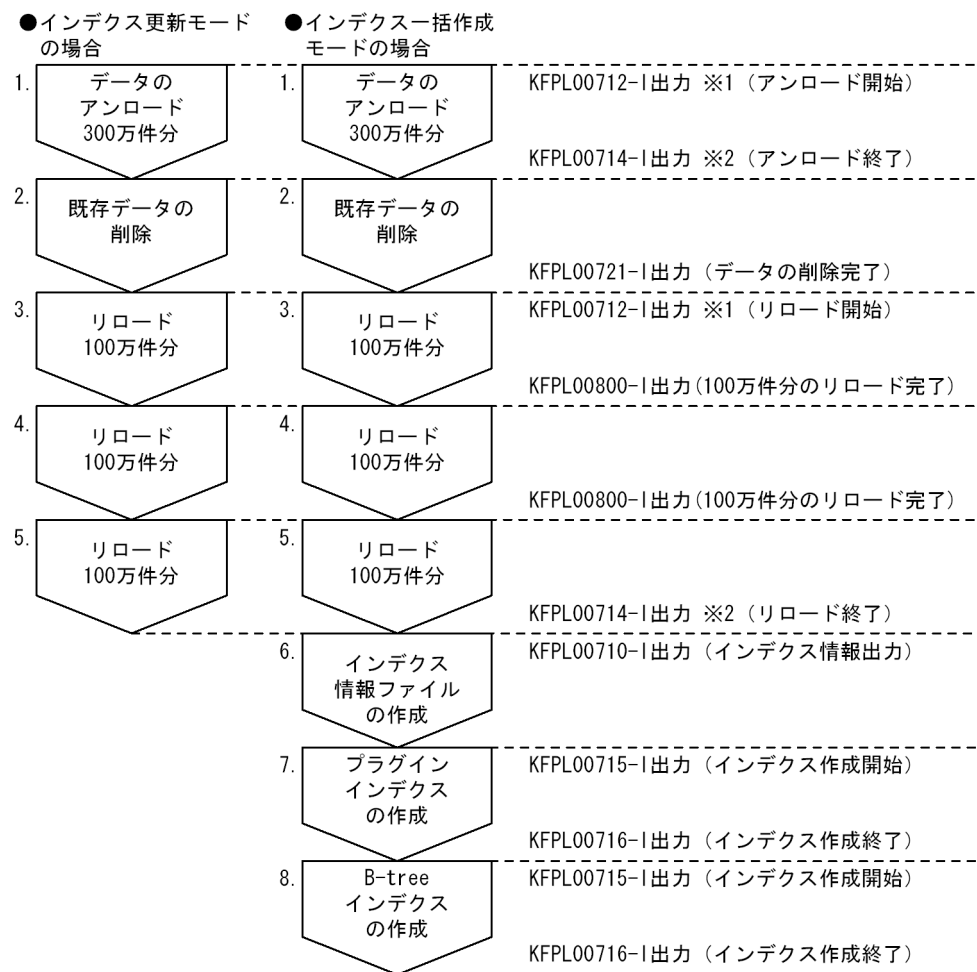 ●インデクス更新モード
の場合
●インデクス一括作成
モードの場合
1.
データの
アンロード
300万件分
1.
データの
アンロード
300万件分
KFPL00712-I出力 ※1（アンロード開始）
KFPL00714-I出力 ※2（アンロード終了）
2.
既存データの
削除
2.
既存データの
削除
KFPL00721-I出力（データの削除完了）
3.
リロード
100万件分
3.
リロード
100万件分
KFPL00712-I出力 ※1（リロード開始）
KFPL00800-I出力(100万件分のリロード完了)
4.
リロード
100万件分
4.
リロード
100万件分
KFPL00800-I出力(100万件分のリロード完了)
5.
リロード
100万件分
5.
リロード
100万件分
KFPL00714-I出力 ※2（リロード終了）
6.
インデクス
情報ファイル
の作成
KFPL00710-I出力（インデクス情報出力）
7.
プラグイン
インデクス
の作成
KFPL00715-I出力（インデクス作成開始）
KFPL00716-I出力（インデクス作成終了）
8.
B-tree
インデクス
の作成
KFPL00715-I出力（インデクス作成開始）
KFPL00716-I出力（インデクス作成終了）